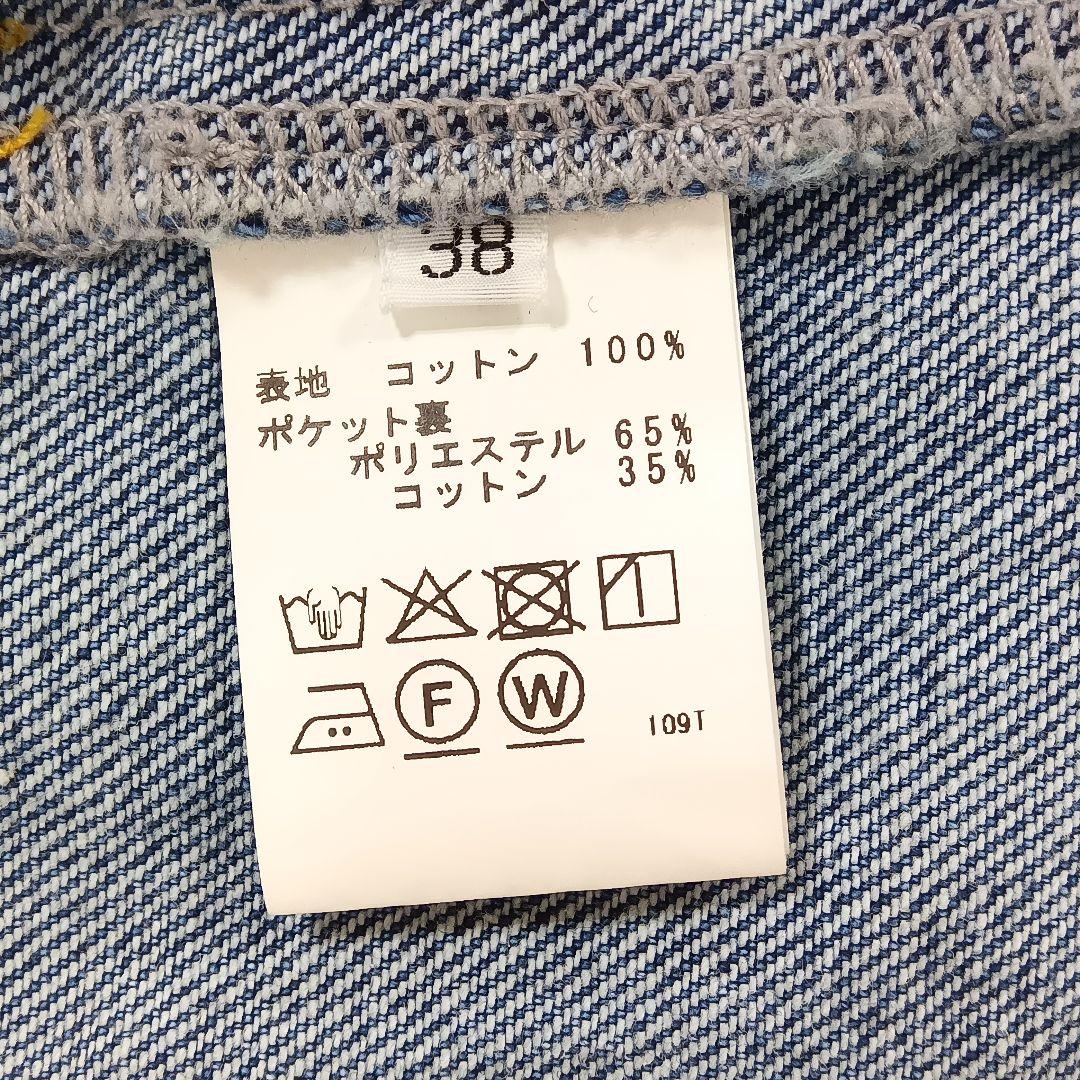 38
表地 コットン 100%
ポケット裏
ポリエステル 65%
コットン 35%
F W
109T